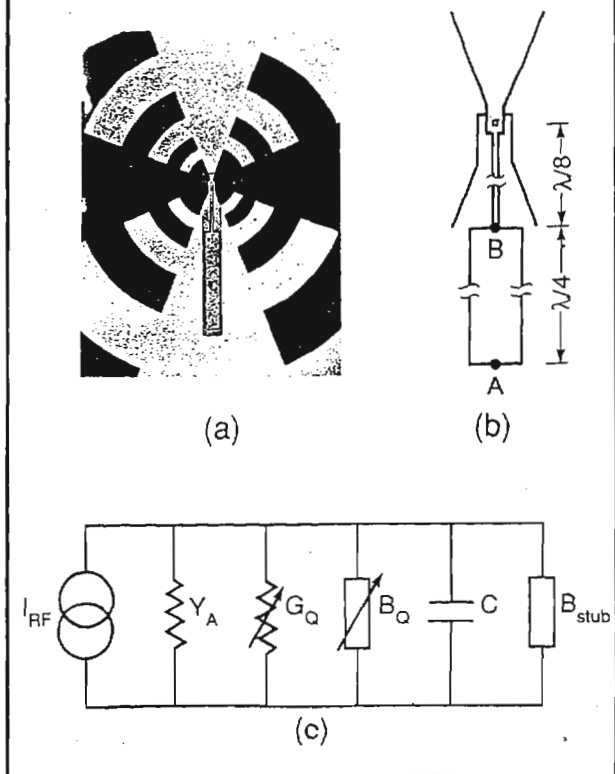 λ/8
B
λ/4
A
(a)
(b)
I_RF Y_A G_Q B_Q C B_stub
(c)